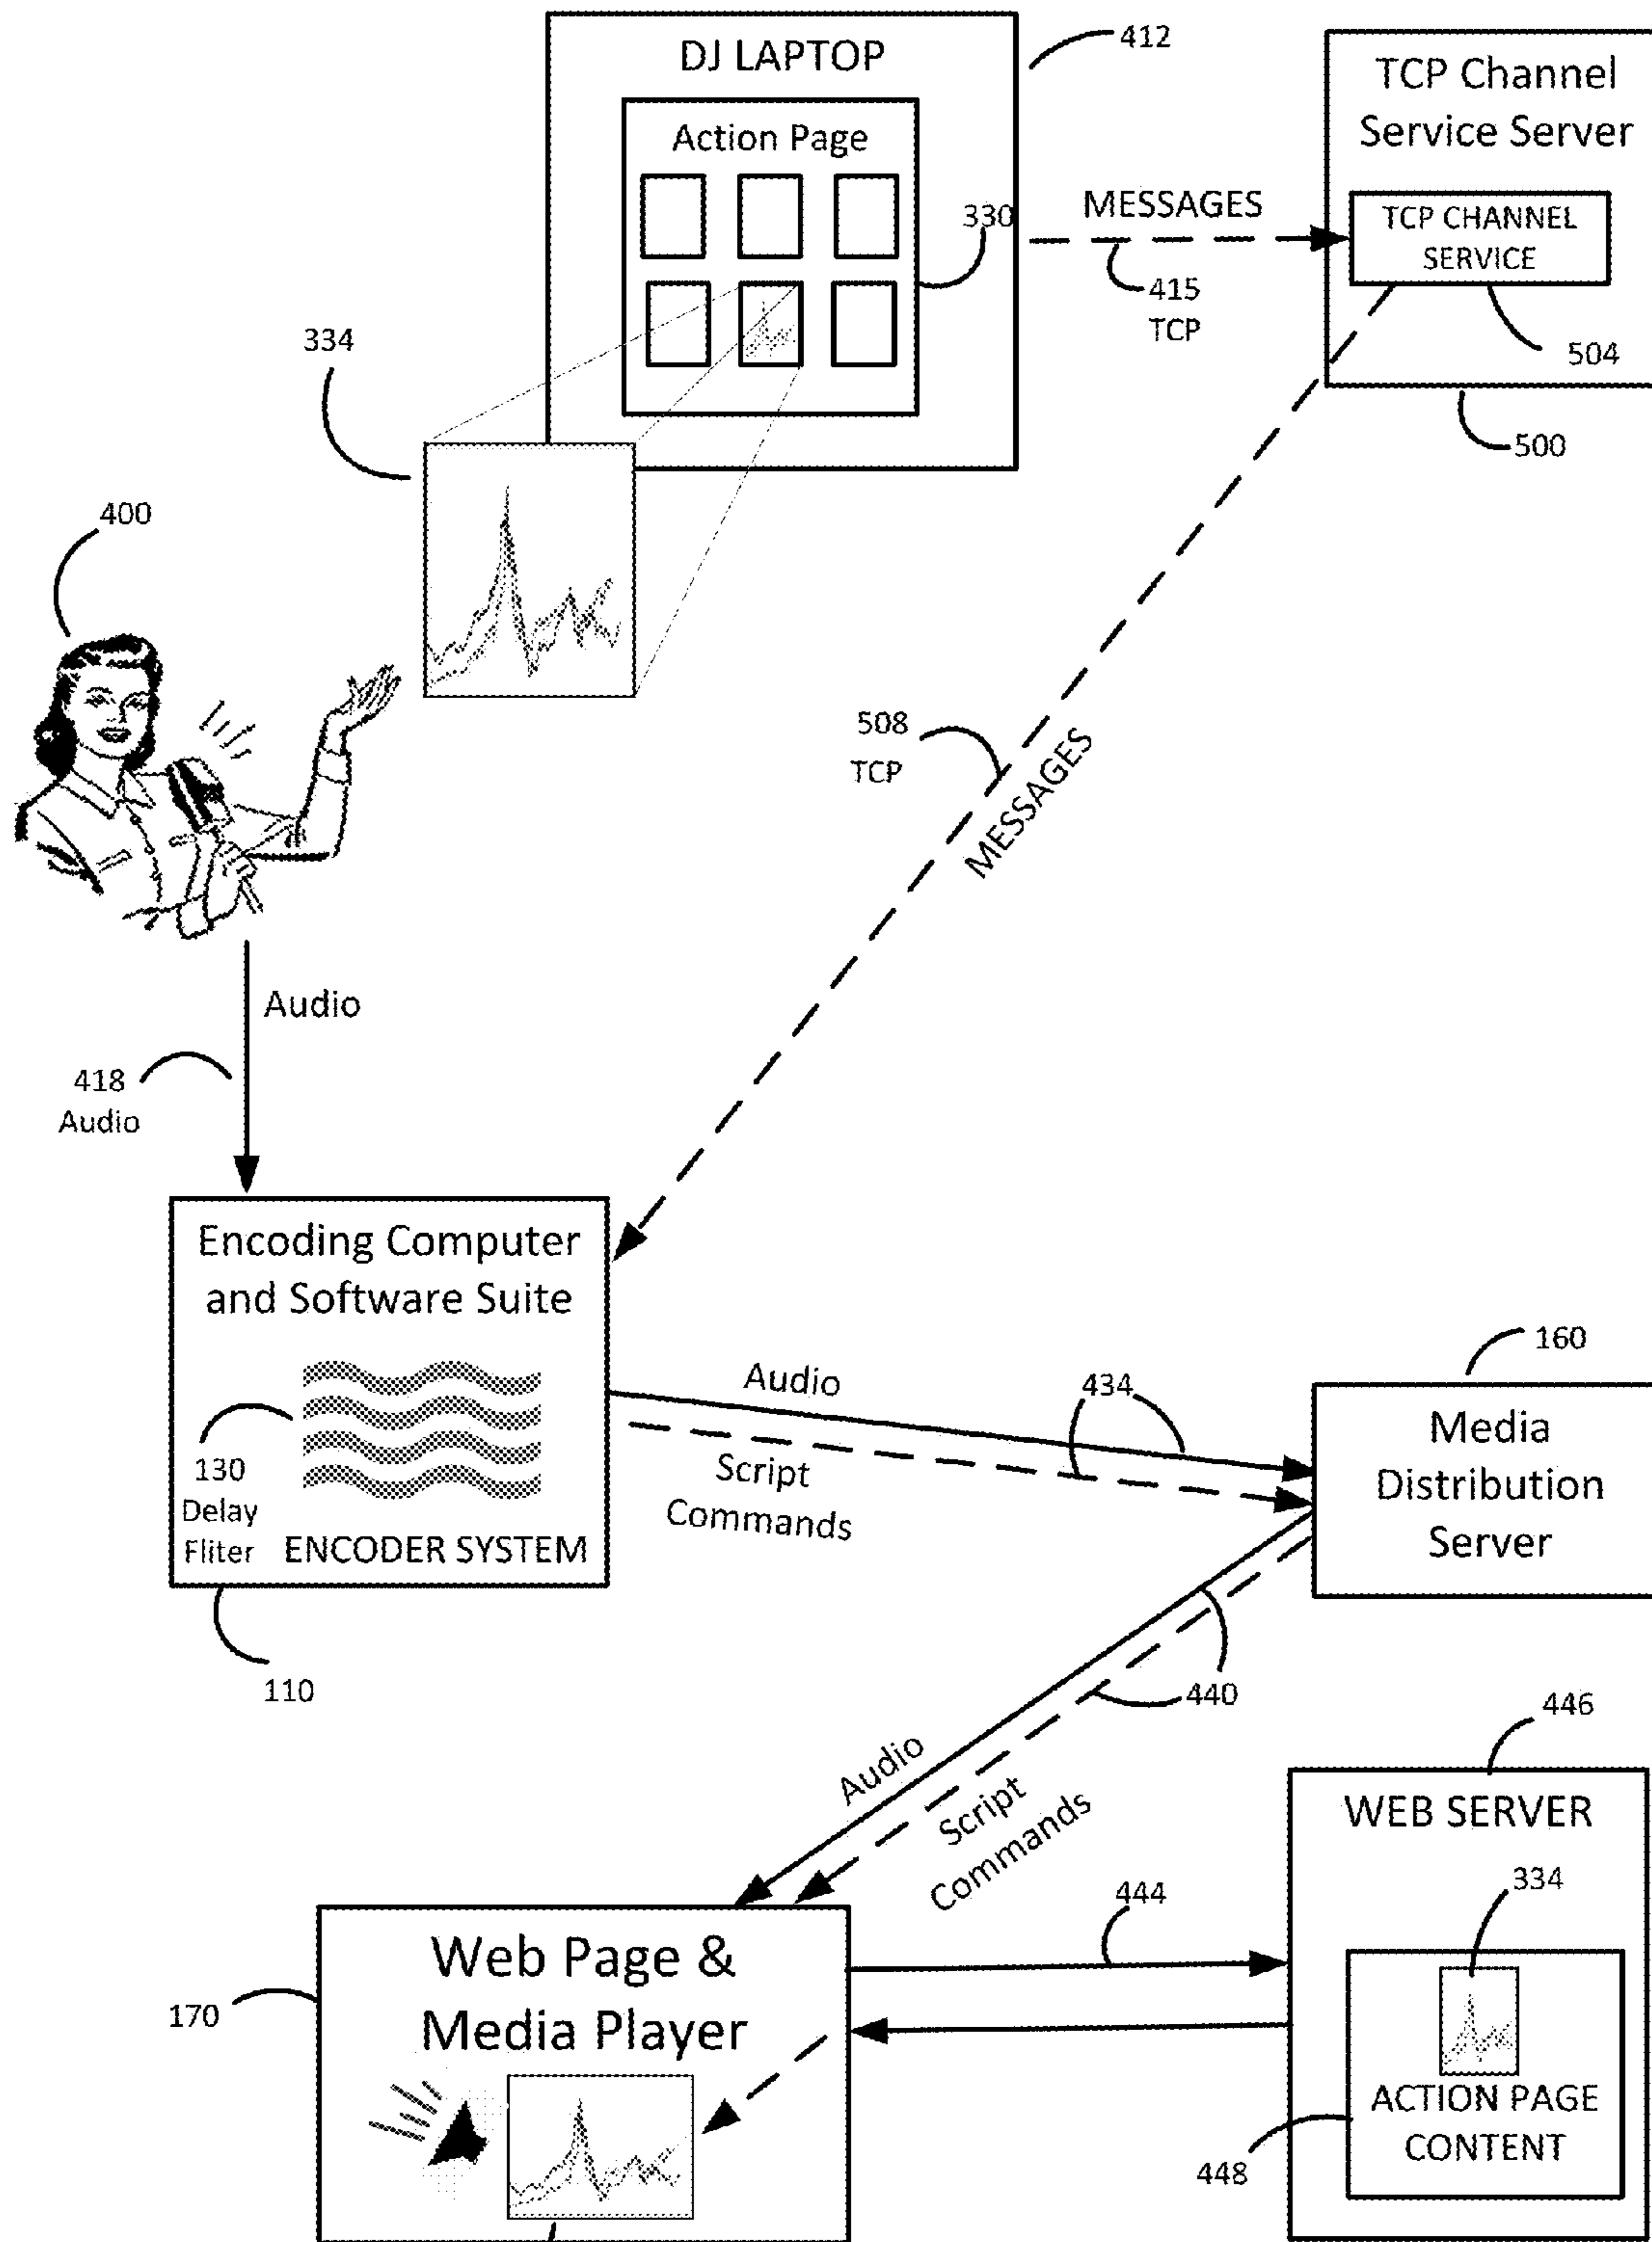 DJ LAPTOP
412
Action Page
330
TCP Channel
Service Server
MESSAGES
TCP CHANNEL
SERVICE
415
TCP
504
500
334
400
508
TCP
MESSAGES
Audio
418
Audio
Encoding Computer
and Software Suite
130
Delay
Fliter
ENCODER SYSTEM
110
Audio
434
Script
Commands
160
Media
Distribution
Server
440
Audio
Script
Commands
446
WEB SERVER
334
ACTION PAGE
CONTENT
448
444
Web Page &
Media Player
170